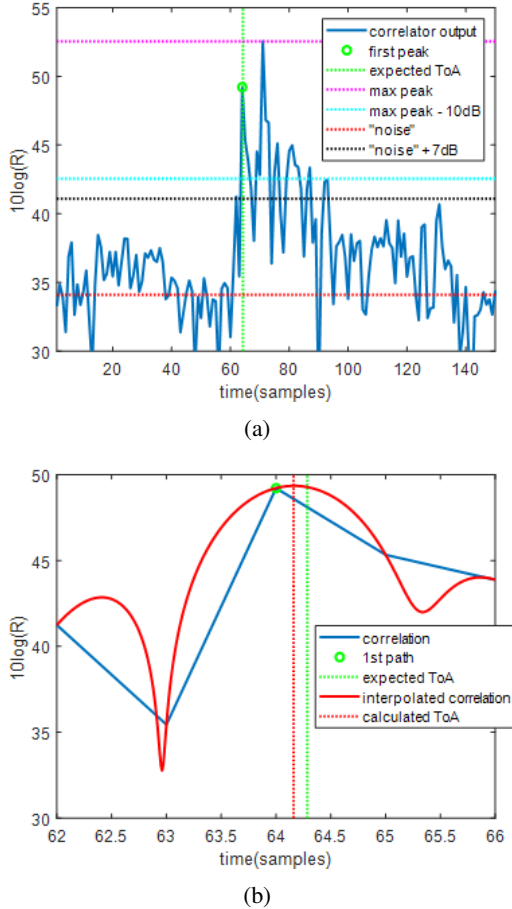 55
50
45
40
35
30
10log(R)
correlator output
first peak
expected ToA
max peak
max peak - 10dB
"noise"
"noise" +7dB
20 40 60 80 100 120 140
time(samples)
(a)
50
45
40
35
30
10log(R)
correlation
1st path
expected ToA
interpolated correlation
calculated ToA
62 62.5 63 63.5 64 64.5 65 65.5 66
time(samples)
(b)